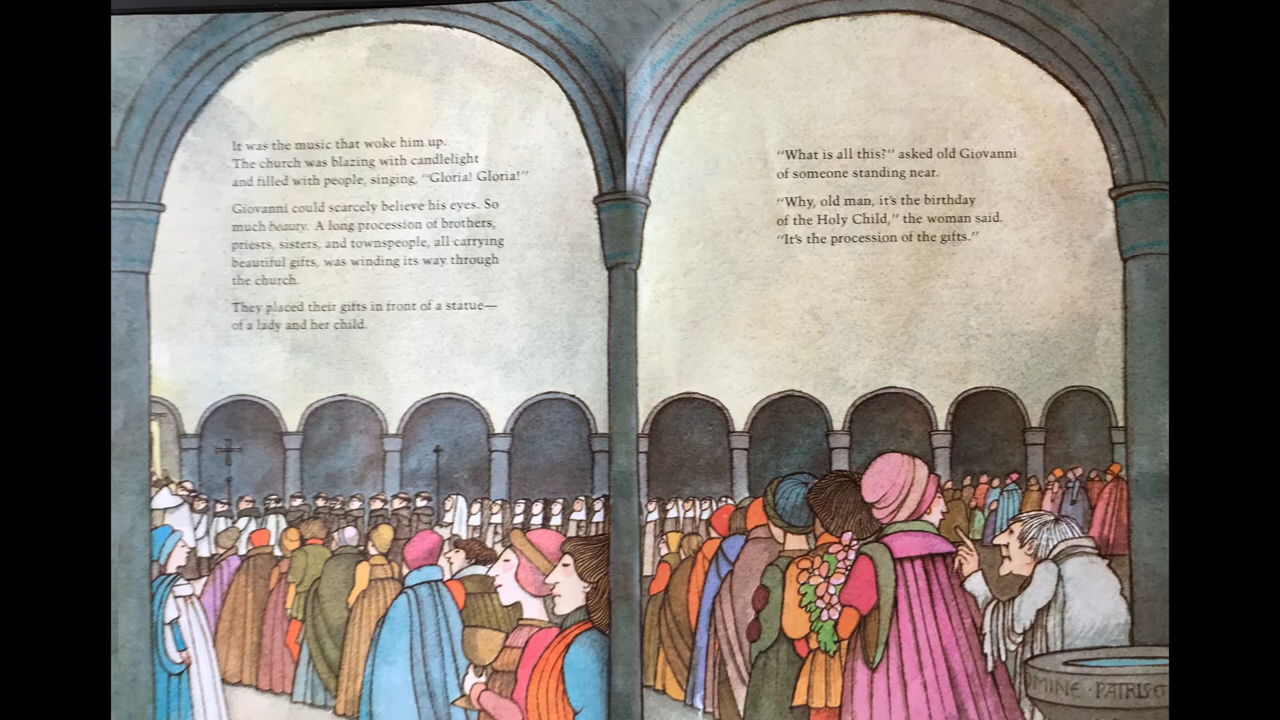 It was the music that woke him up.
The church was blazing with candlelight
and filled with people, singing, “Gloria! Gloria!”
Giovanni could scarcely believe his eyes. So
much beauty. A long procession of brothers,
priests, sisters, and townspeople, all carrying
beautiful gifts, was winding its way through
the church.
They placed their gifts in front of a statue—
of a lady and her child.
“What is all this?” asked old Giovanni
of someone standing near.
“Why, old man, it’s the birthday
of the Holy Child,” the woman said.
“It’s the procession of the gifts.”
OMINE · PATRIS ET